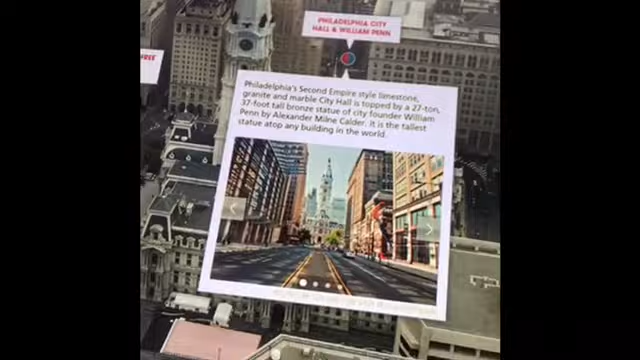 PHILADELPHIA CITY
HALL & WILLIAM PENN
Philadelphia's Second Empire style limestone,
granite and marble City Hall is topped by a 27-ton,
37-foot tall bronze statue of city founder William
Penn by Alexander Milne Calder. It is the tallest
statue atop any building in the world.